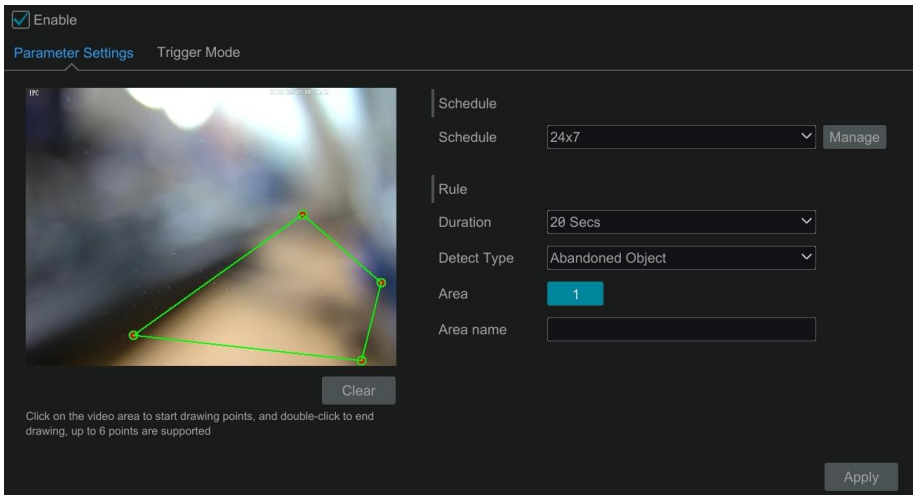 Enable
Parameter Settings
Trigger Mode
IPC
Schedule
Schedule
24x7
Manage
Rule
Duration
20 Secs
Detect Type
Abandoned Object
Area
1
Area name
Clear
Click on the video area to start drawing points, and double-click to end
drawing, up to 6 points are supported
Apply